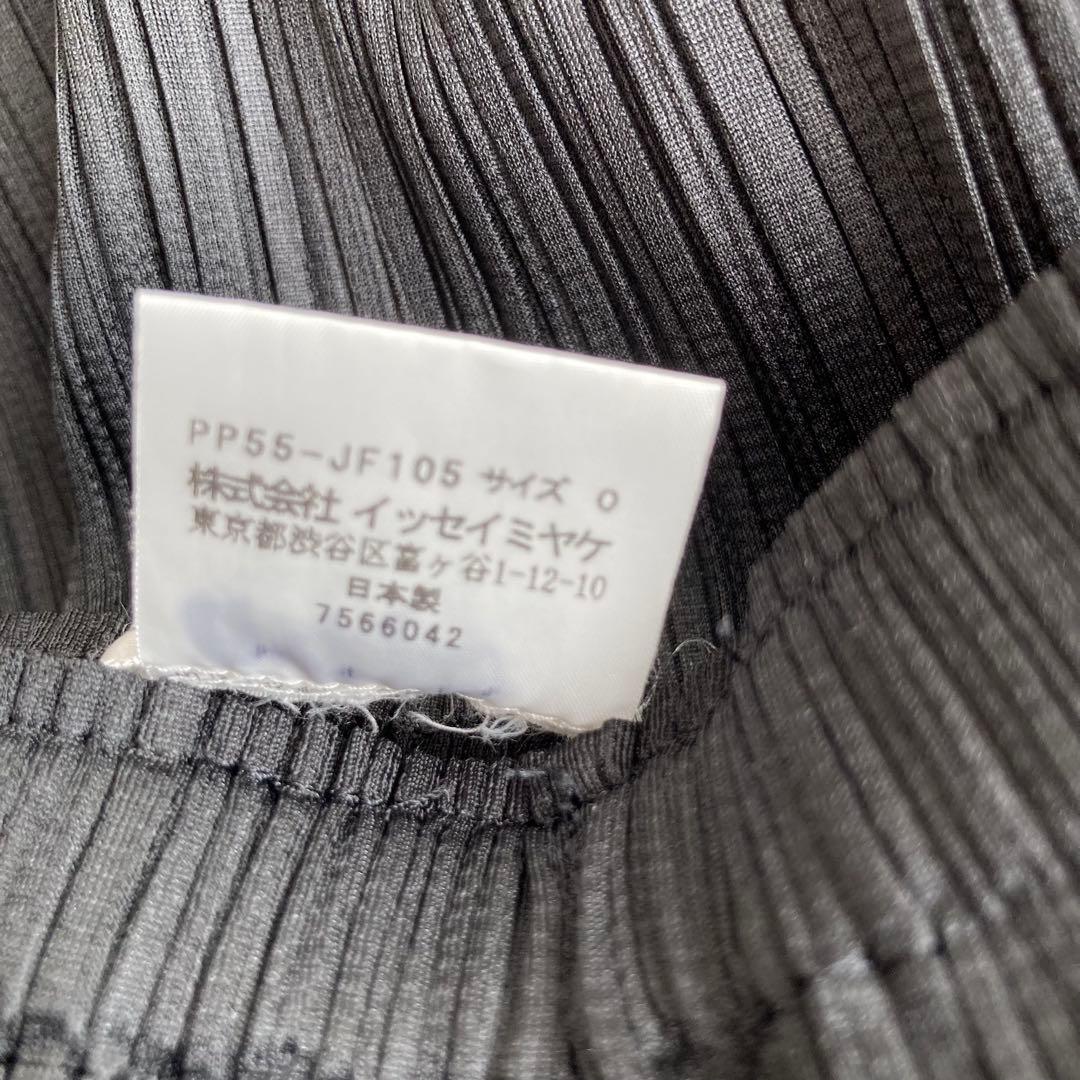 PP55-JF105 サイズ 0
株式会社 イッセイミヤケ
東京都渋谷区富ヶ谷1-12-10
日本製
7566042